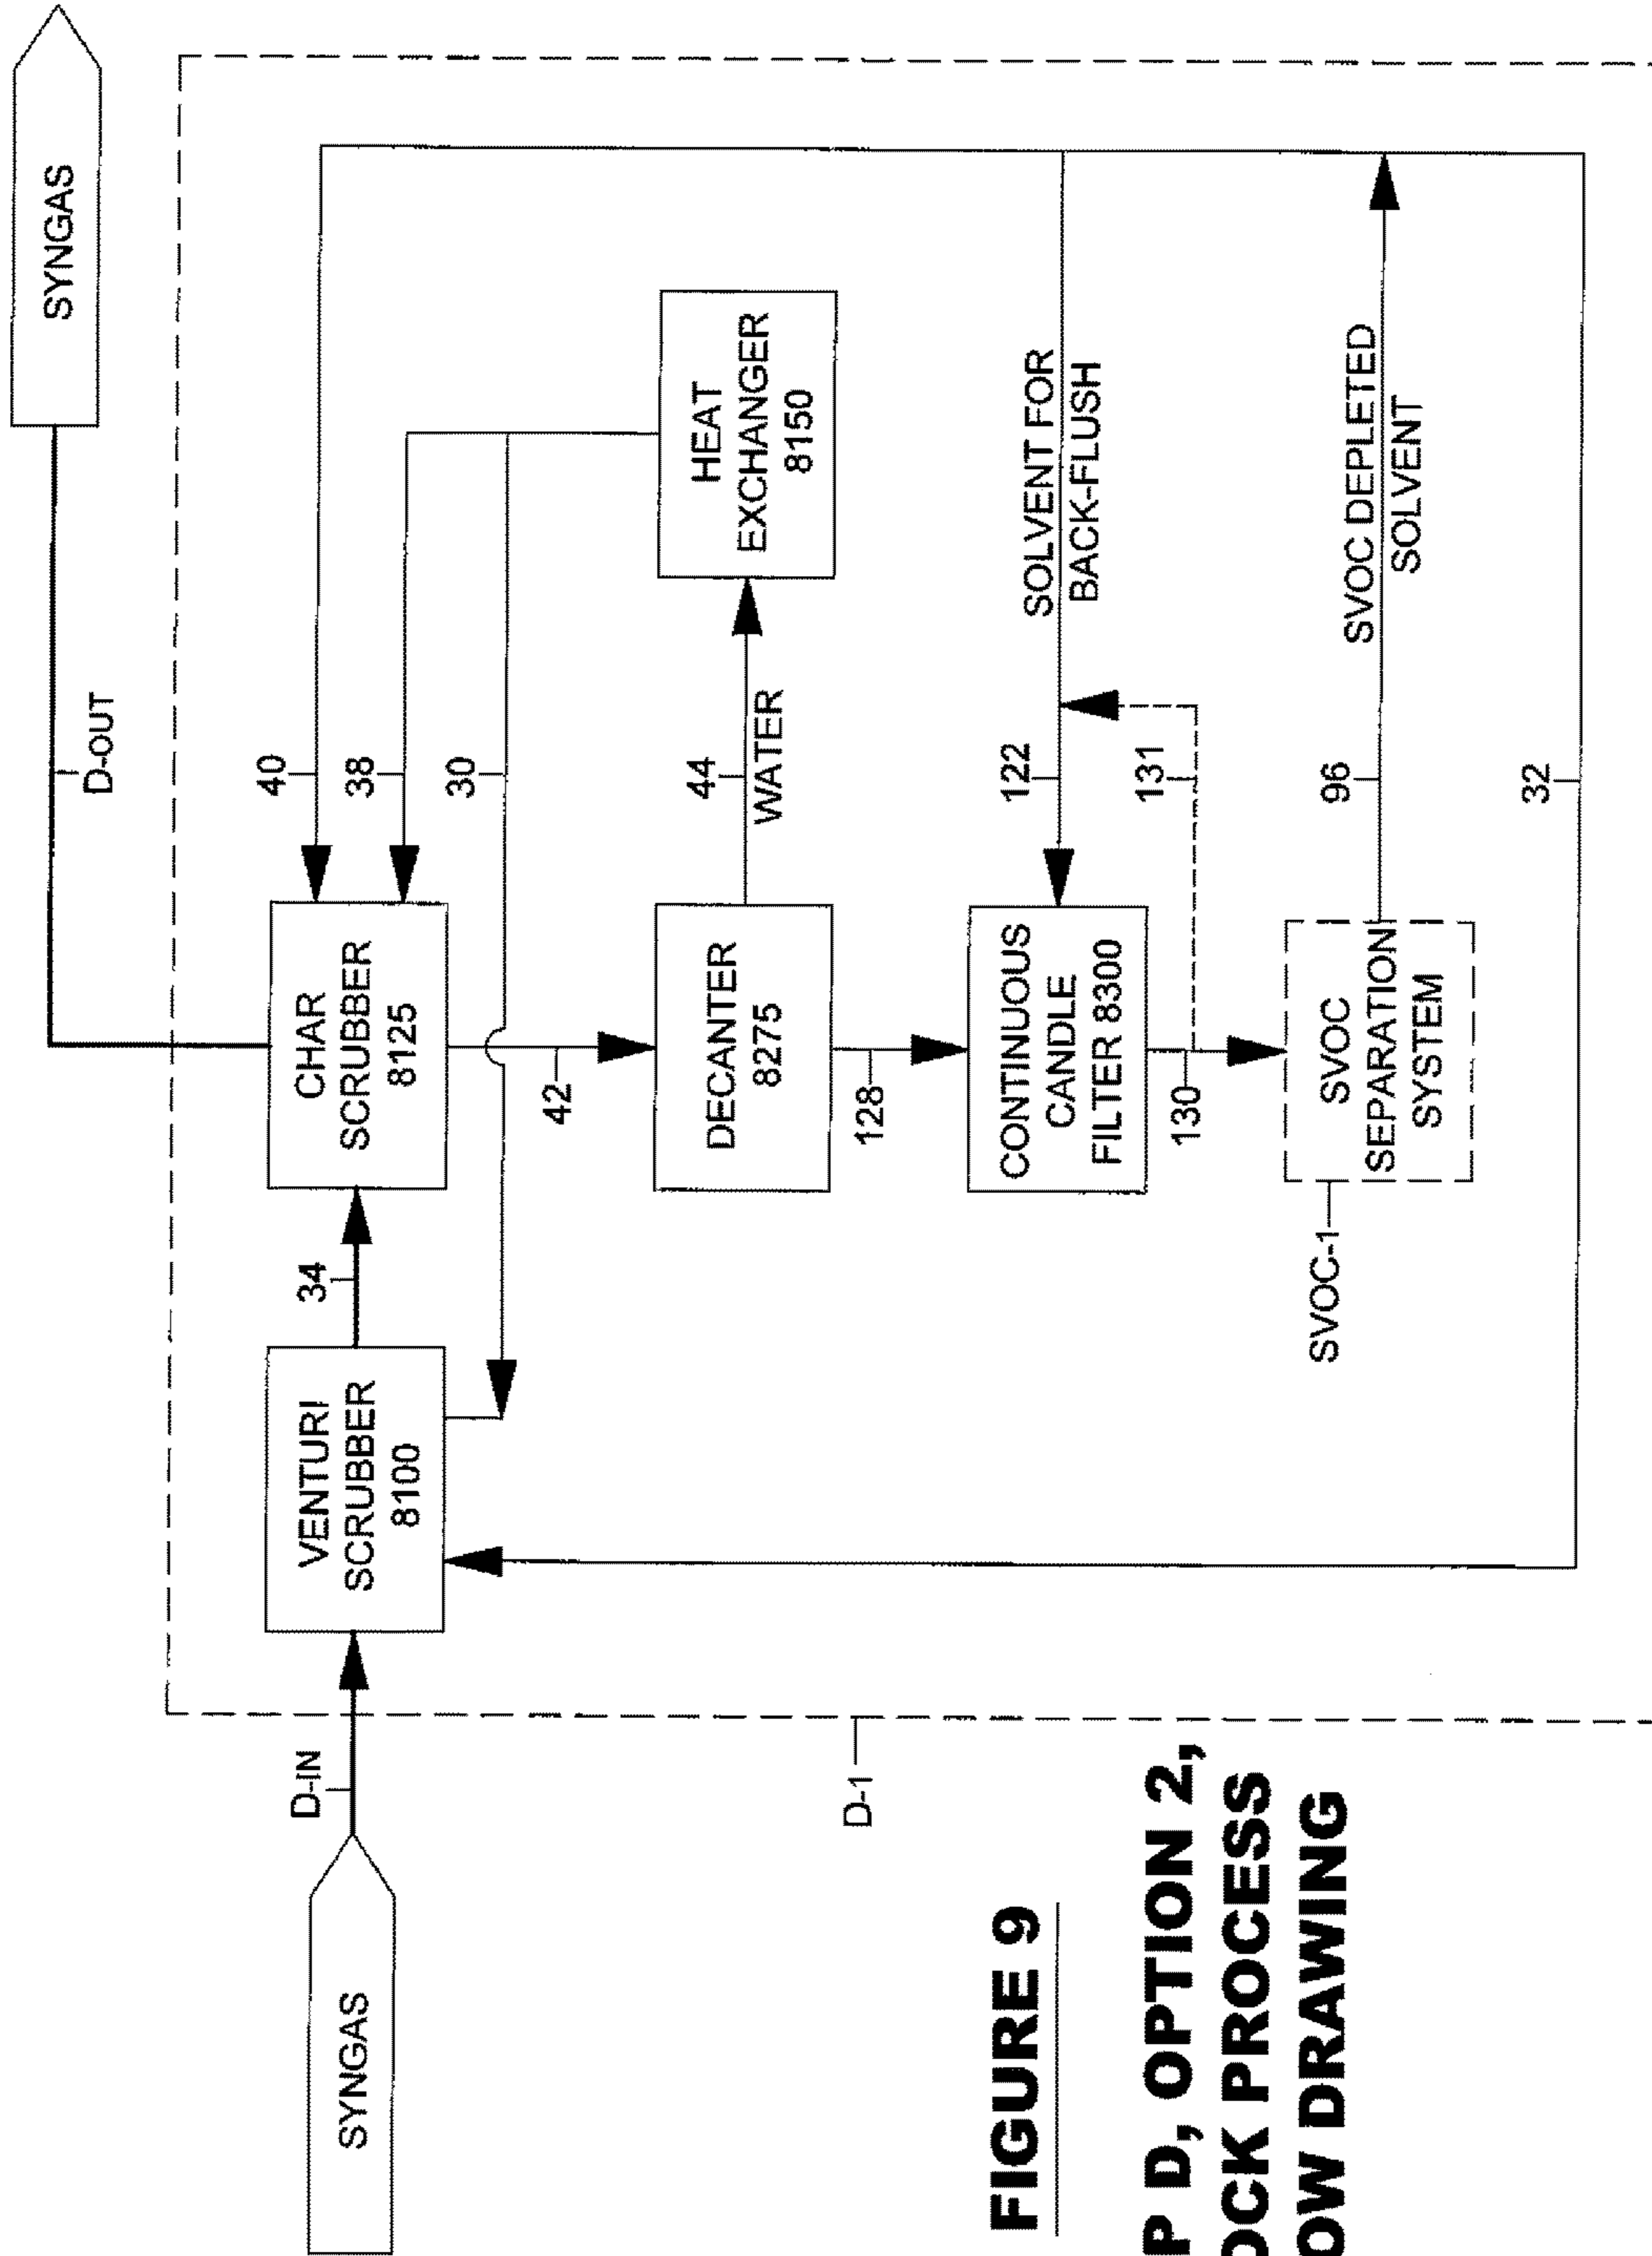 SYNGAS
D-OUT
SYNGAS
D-IN
VENTURI
SCRUBBER
8100
34
CHAR
SCRUBBER
8125
40
38
30
42
DECANTER
8275
44
WATER
HEAT
EXCHANGER
8150
128
CONTINUOUS
CANDLE
FILTER 8300
122
SOLVENT FOR
BACK-FLUSH
131
130
SVOC-1
SVOC
SEPARATION
SYSTEM
96
SVOC DEPLETED
SOLVENT
32
D-1
FIGURE 9
P D, OPTION 2,
OCK PROCESS
OW DRAWING